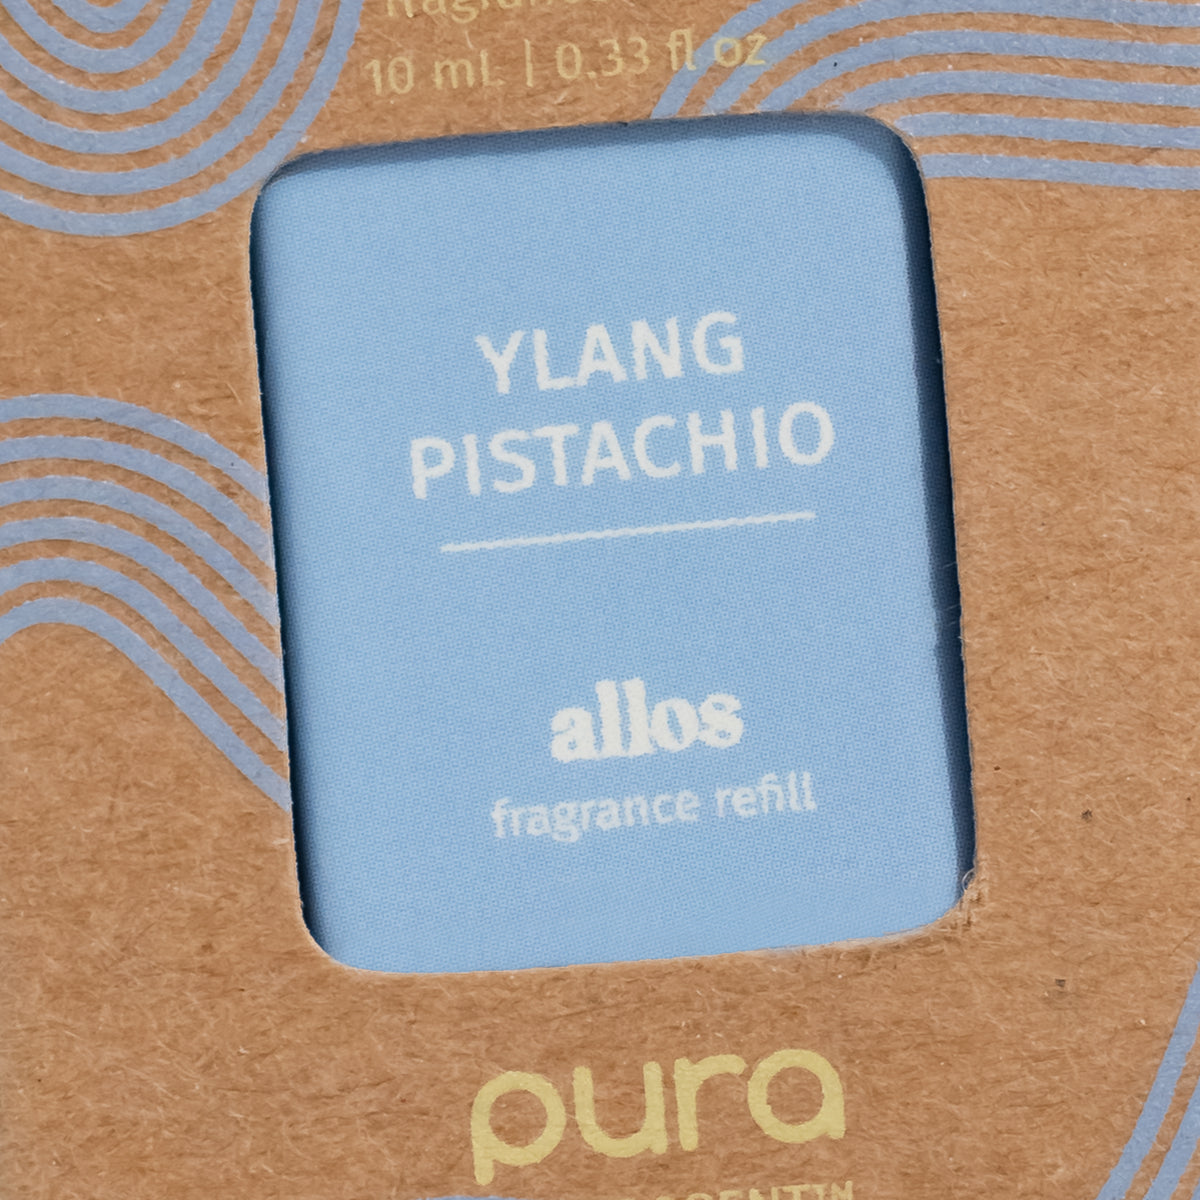 10 mL | 0.33 fl oz
YLANG
PISTACHIO
allos
fragrance refill
pura